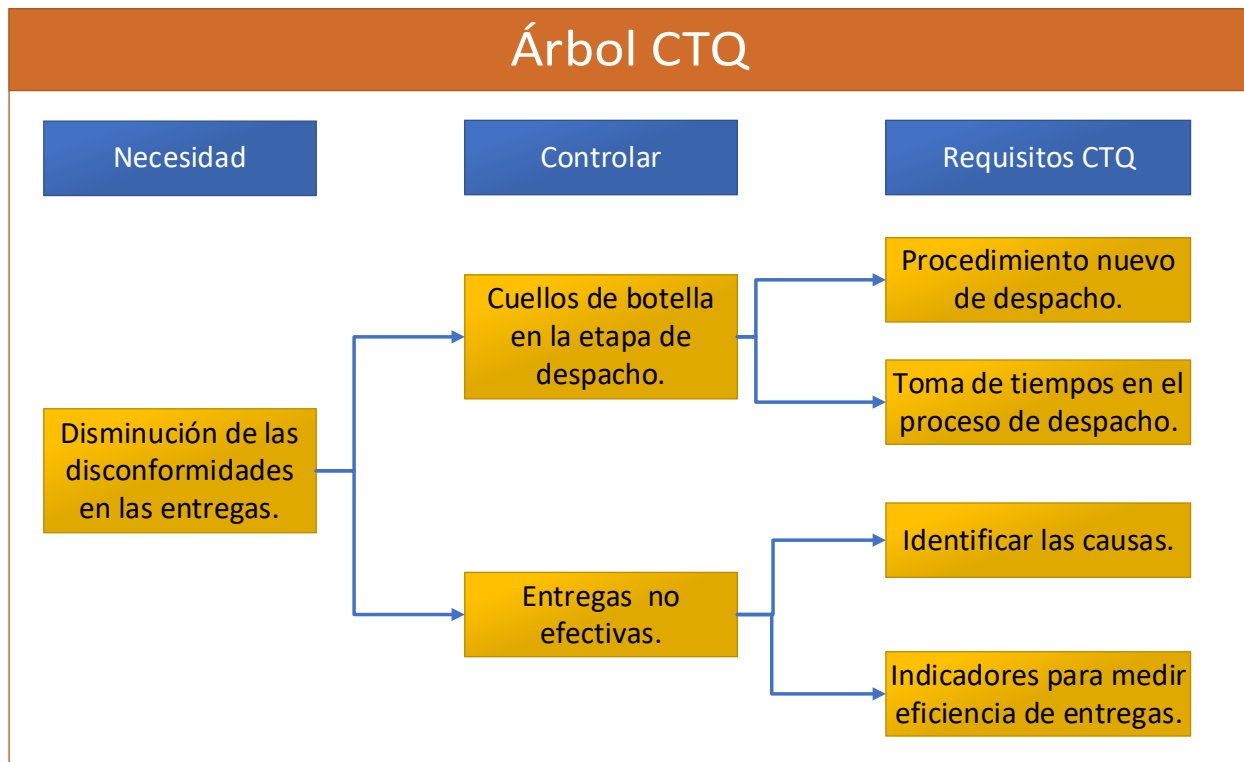 Árbol CTQ
Necesidad
Controlar
Requisitos CTQ
Disminución de las
disconformidades
en las entregas.
Cuellos de botella
en la etapa de
despacho.
Procedimiento nuevo
de despacho.
Toma de tiempos en el
proceso de despacho.
Entregas  no
efectivas.
Identificar las causas.
Indicadores para medir
eficiencia de entregas.